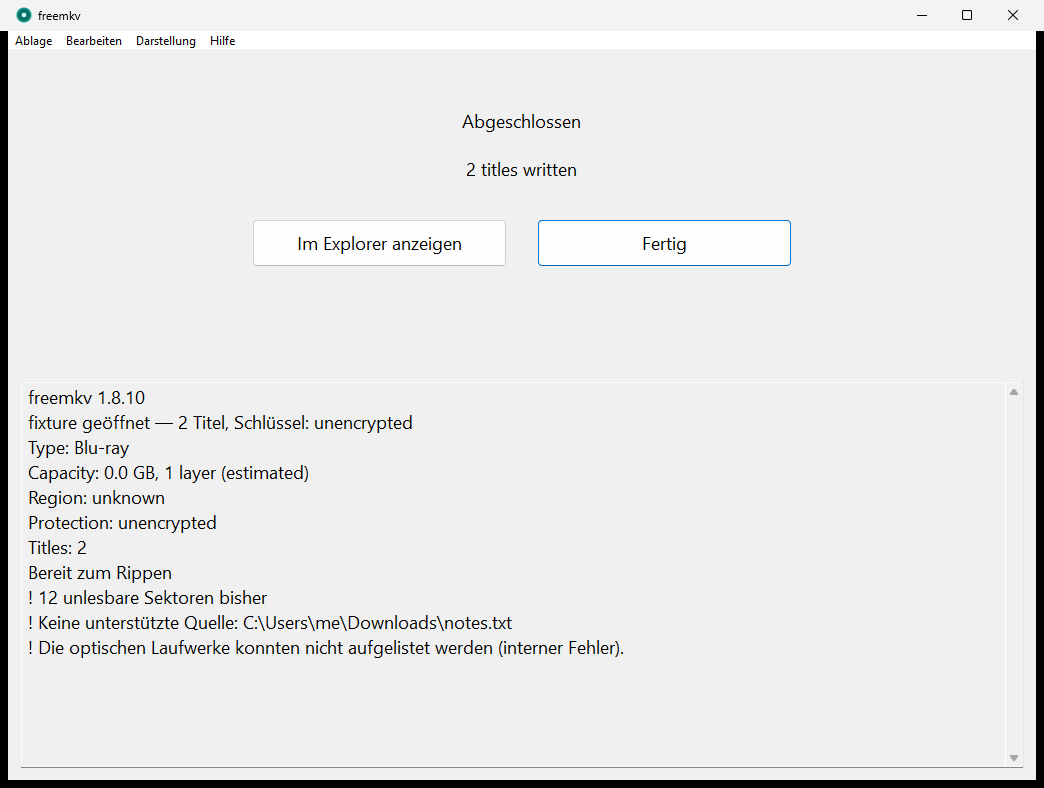 freemkv
Ablage Bearbeiten Darstellung Hilfe
Abgeschlossen
2 titles written
Im Explorer anzeigen Fertig
freemkv 1.8.10
fixture geöffnet — 2 Titel, Schlüssel: unencrypted
Type: Blu-ray
Capacity: 0.0 GB, 1 layer (estimated)
Region: unknown
Protection: unencrypted
Titles: 2
Bereit zum Rippen
! 12 unlesbare Sektoren bisher
! Keine unterstützte Quelle: C:\Users\me\Downloads\notes.txt
! Die optischen Laufwerke konnten nicht aufgelistet werden (interner Fehler).